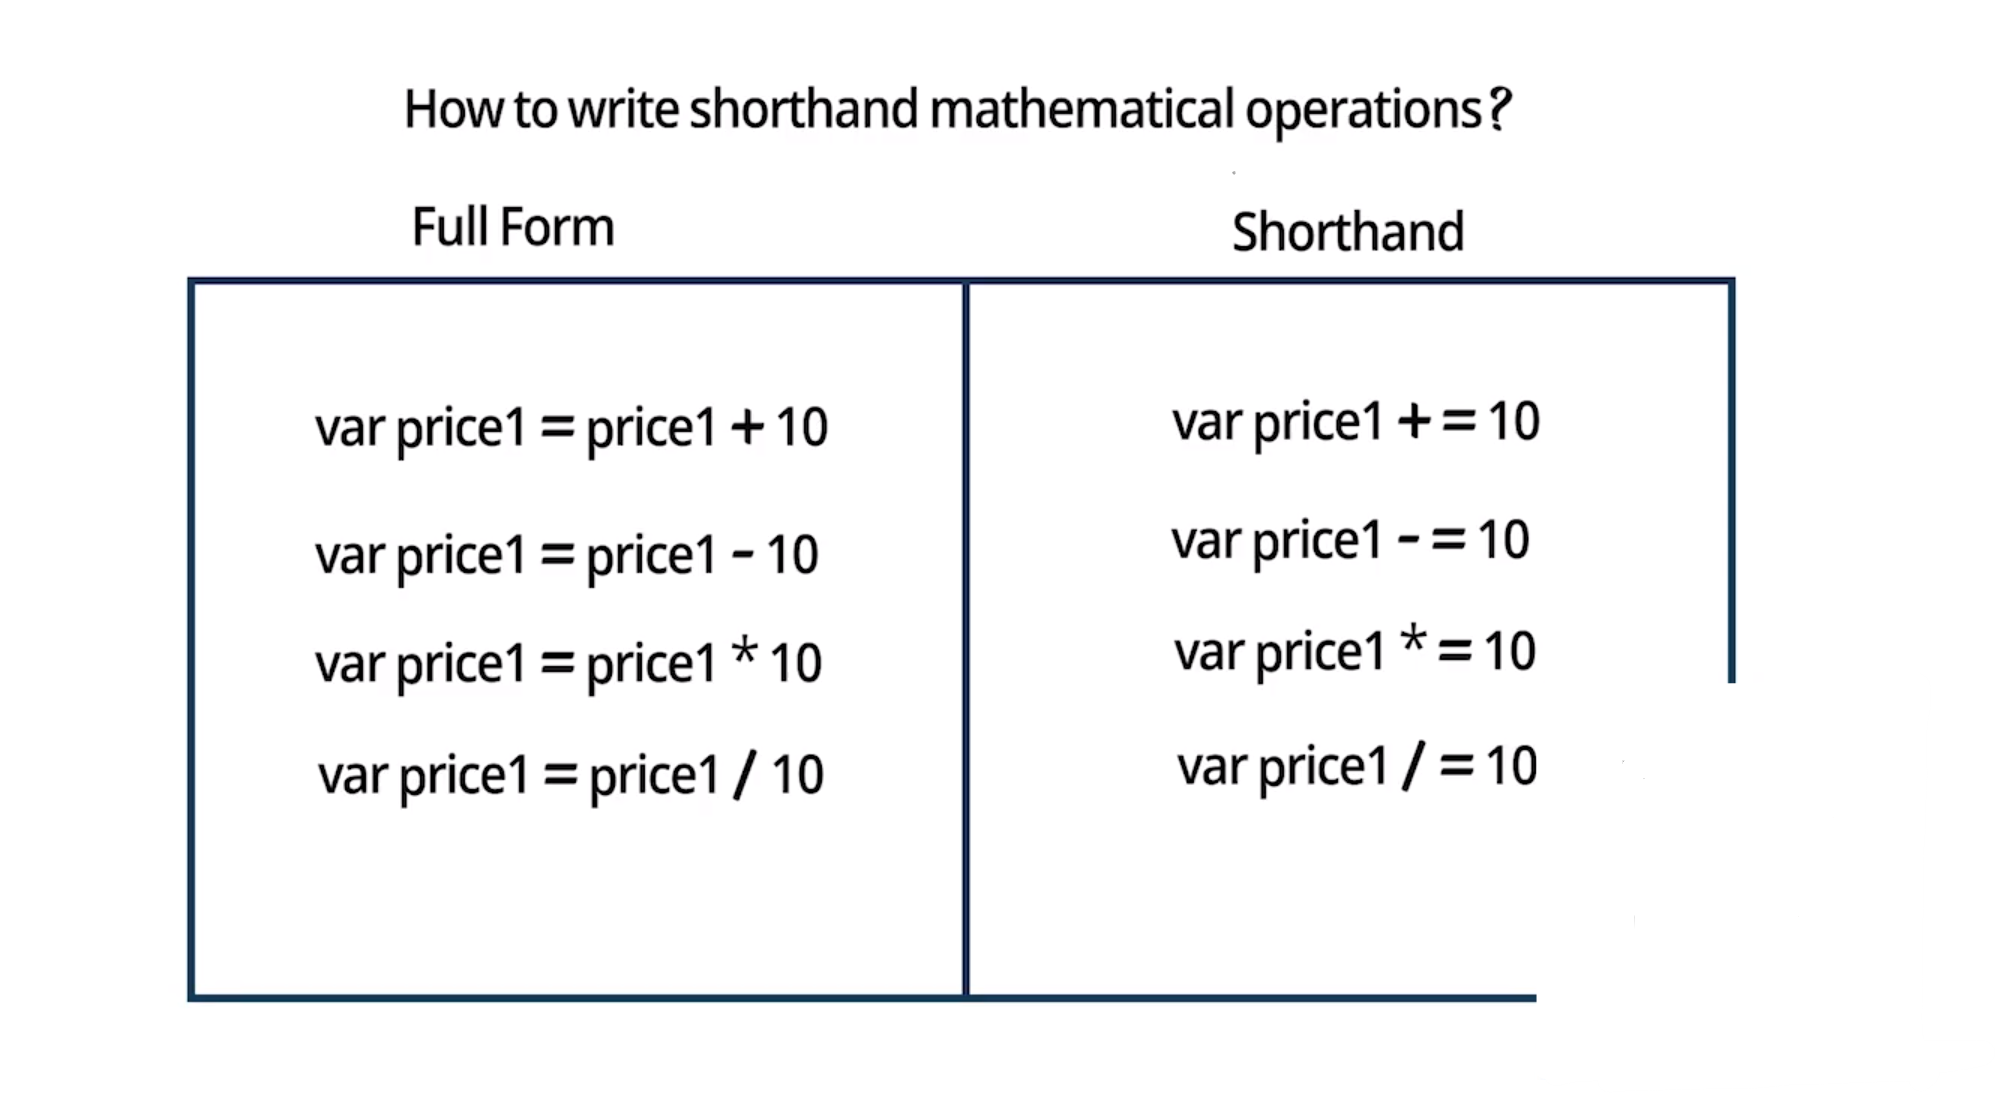 How to write shorthand mathematical operations?
Full Form
Shorthand
var price1 = price1 + 10
var price1 + = 10
var price1 = price1 - 10
var price1 - = 10
var price1 = price1 * 10
var price1 * = 10
var price1 = price1 / 10
var price1 / = 10